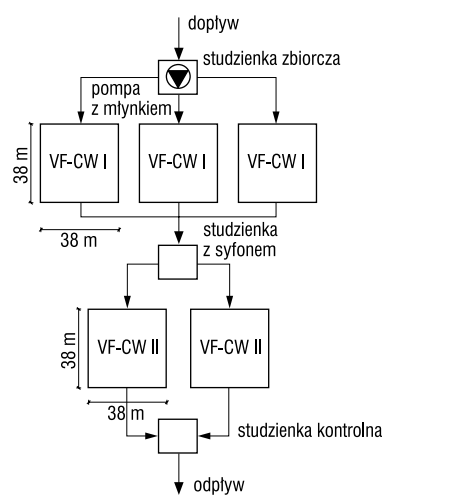 dopływ
studzienka zbiorcza
pompa
z młynkiem
VF-CW I
VF-CW I
VF-CW I
38 m
38 m
studzienka
z syfonem
VF-CW II
VF-CW II
38 m
38 m
studzienka kontrolna
odpływ